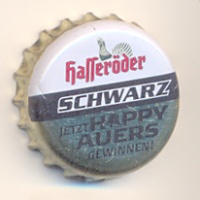 Hasseröder
SCHWARZ
JETZT HAPPY
AUERS
GEWINNEN!